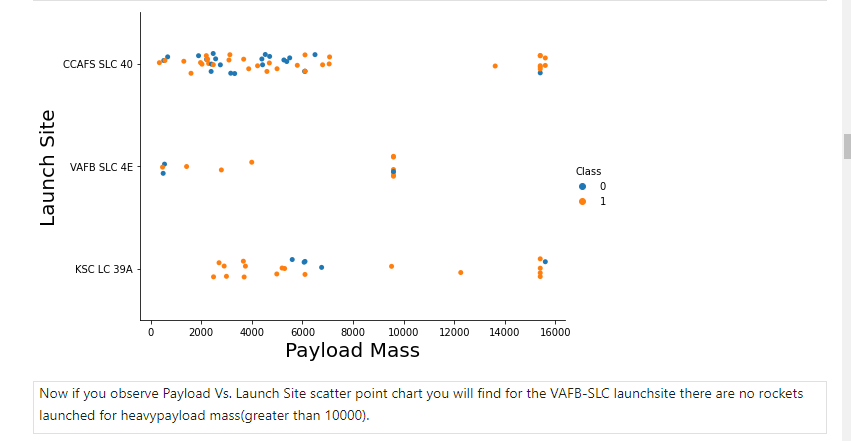 Launch Site
CCAFS SLC 40
VAFB SLC 4E
KSC LC 39A
Class
0
1
0 2000 4000 6000 8000 10000 12000 14000 16000
Payload Mass
Now if you observe Payload Vs. Launch Site scatter point chart you will find for the VAFB-SLC launchsite there are no rockets
launched for heavypayload mass(greater than 10000).